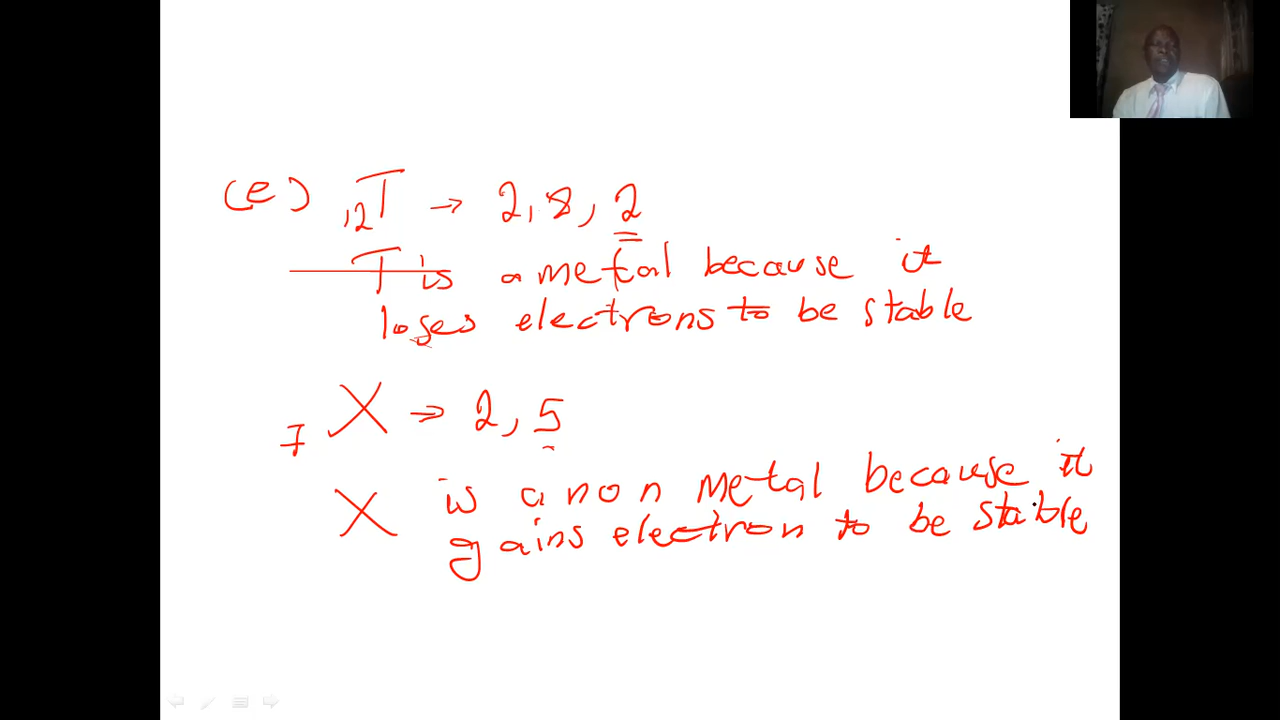 (e) ₁₂T → 2, 8, 2
T is a metal because it
loses electrons to be stable
₇X → 2, 5
X is a non metal because it
gains electron to be stable